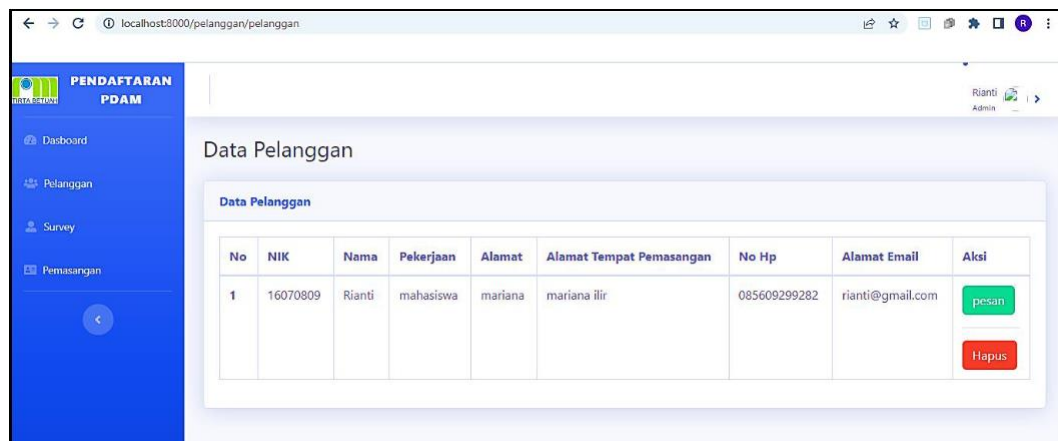 localhost:8000/pelanggan/pelanggan
R
TIRTA BETUAH
PENDAFTARAN
PDAM
Rianti
Admin
Dasboard
Pelanggan
Survey
Pemasangan
Data Pelanggan
Data Pelanggan
No NIK Nama Pekerjaan Alamat Alamat Tempat Pemasangan No Hp Alamat Email Aksi
1 16070809 Rianti mahasiswa mariana mariana ilir 085609299282 rianti@gmail.com pesan
Hapus